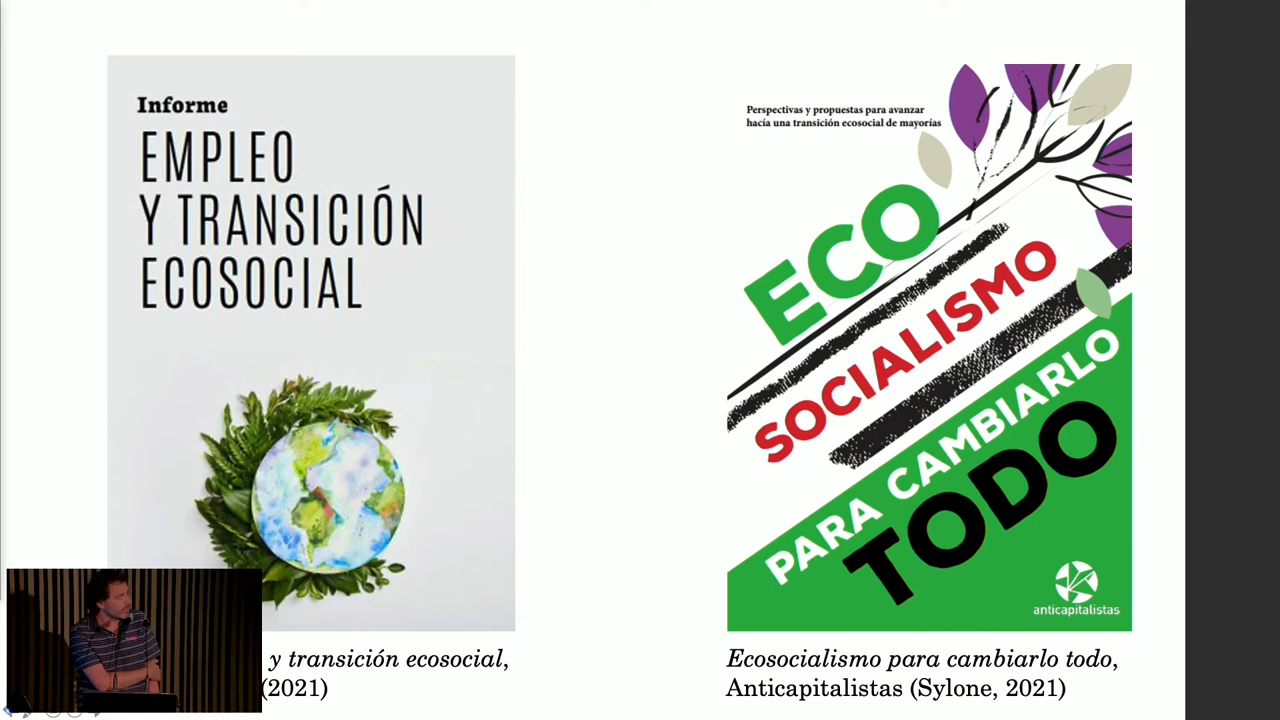 Informe
EMPLEO
Y TRANSICIÓN
ECOSOCIAL
y transición ecosocial,
(2021)
Perspectivas y propuestas para avanzar
hacia una transición ecosocial de mayorías
ECO
SOCIALISMO
PARA CAMBIARLO
TODO
anticapitalistas
Ecosocialismo para cambiarlo todo,
Anticapitalistas (Sylone, 2021)